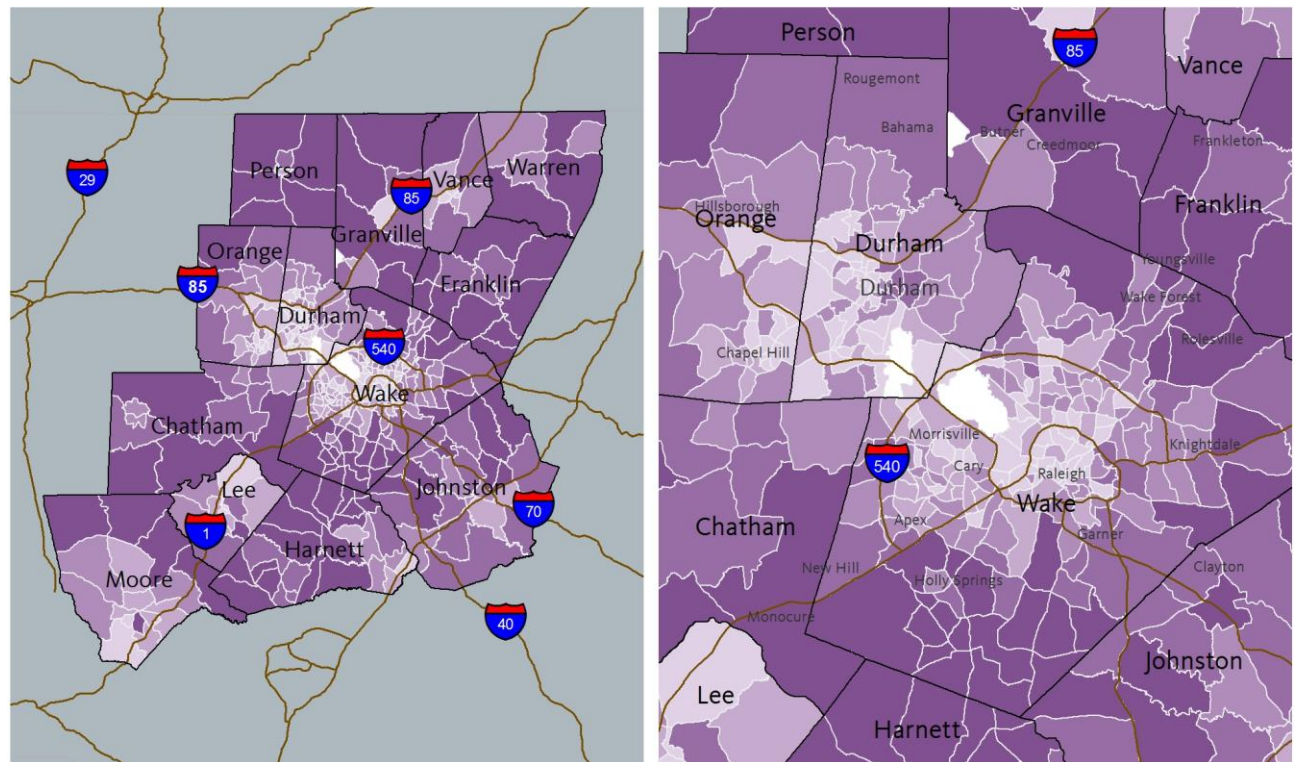 Person
Warren
29
Vance
85
Granville
Orange
Franklin
85
Durham
540
Wake
Chatham
Lee
Johnston
70
1
Harnett
Moore
40
Person
85
Vance
Rougemont
Granville
Bahama
Butner
Creedmoor
Frankleton
Hillsborough
Orange
Franklin
Durham
Youngsville
Durham
Wake Forest
Rolesville
Chapel Hill
Morrisville
Knightdale
540
Cary
Raleigh
Wake
Chatham
Apex
Garner
New Hill
Holly Springs
Clayton
Monocure
Johnston
Lee
Harnett